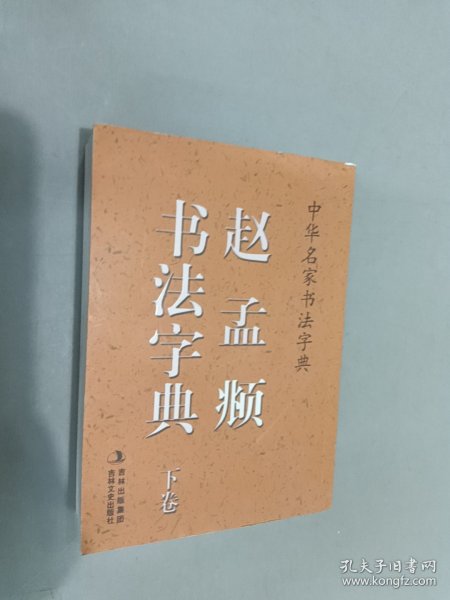 中华名家书法字典
赵孟
书法字典
下卷
吉林出版集团
吉林文史出版社
孔夫子旧书网
www.kongfz.com